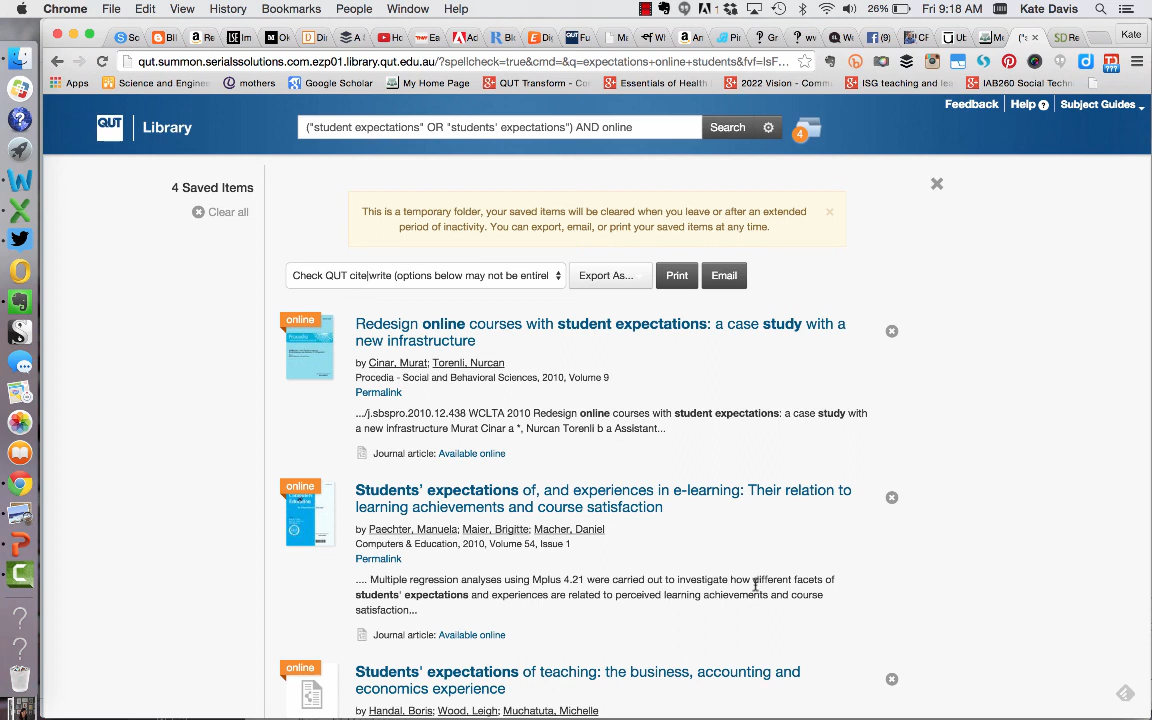 Chrome File Edit View History Bookmarks People Window Help 26% Fri 9:18 AM Kate Davis
Kate
qut.summon.serialssolutions.com.ezp01.library.qut.edu.au/?spellcheck=true&cmd=&q=expectations+online+students&fvf=IsF...
Apps Science and Engine mothers Google Scholar My Home Page QUT Transform - Co 2022 Vision - Comm ISG teaching and lea IAB260 Social Techn
Feedback Help ? Subject Guides
QUT Library ("student expectations" OR "students' expectations") AND online Search 4
4 Saved Items
Clear all
This is a temporary folder, your saved items will be cleared when you leave or after an extended
period of inactivity. You can export, email, or print your saved items at any time.
Check QUT cite|write (options below may not be entirel Export As... Print Email
online
Redesign online courses with student expectations: a case study with a
new infrastructure
by Cinar, Murat; Torenli, Nurcan
Procedia - Social and Behavioral Sciences, 2010, Volume 9
Permalink
.../j.sbspro.2010.12.438 WCLTA 2010 Redesign online courses with student expectations: a case study with
a new infrastructure Murat Cinar a *, Nurcan Torenli b a Assistant...
Journal article: Available online
online
Students' expectations of, and experiences in e-learning: Their relation to
learning achievements and course satisfaction
by Paechter, Manuela; Maier, Brigitte; Macher, Daniel
Computers & Education, 2010, Volume 54, Issue 1
Permalink
.... Multiple regression analyses using Mplus 4.21 were carried out to investigate how different facets of
students' expectations and experiences are related to perceived learning achievements and course
satisfaction...
Journal article: Available online
online
Students' expectations of teaching: the business, accounting and
economics experience
by Handal, Boris; Wood, Leigh; Muchatuta, Michelle